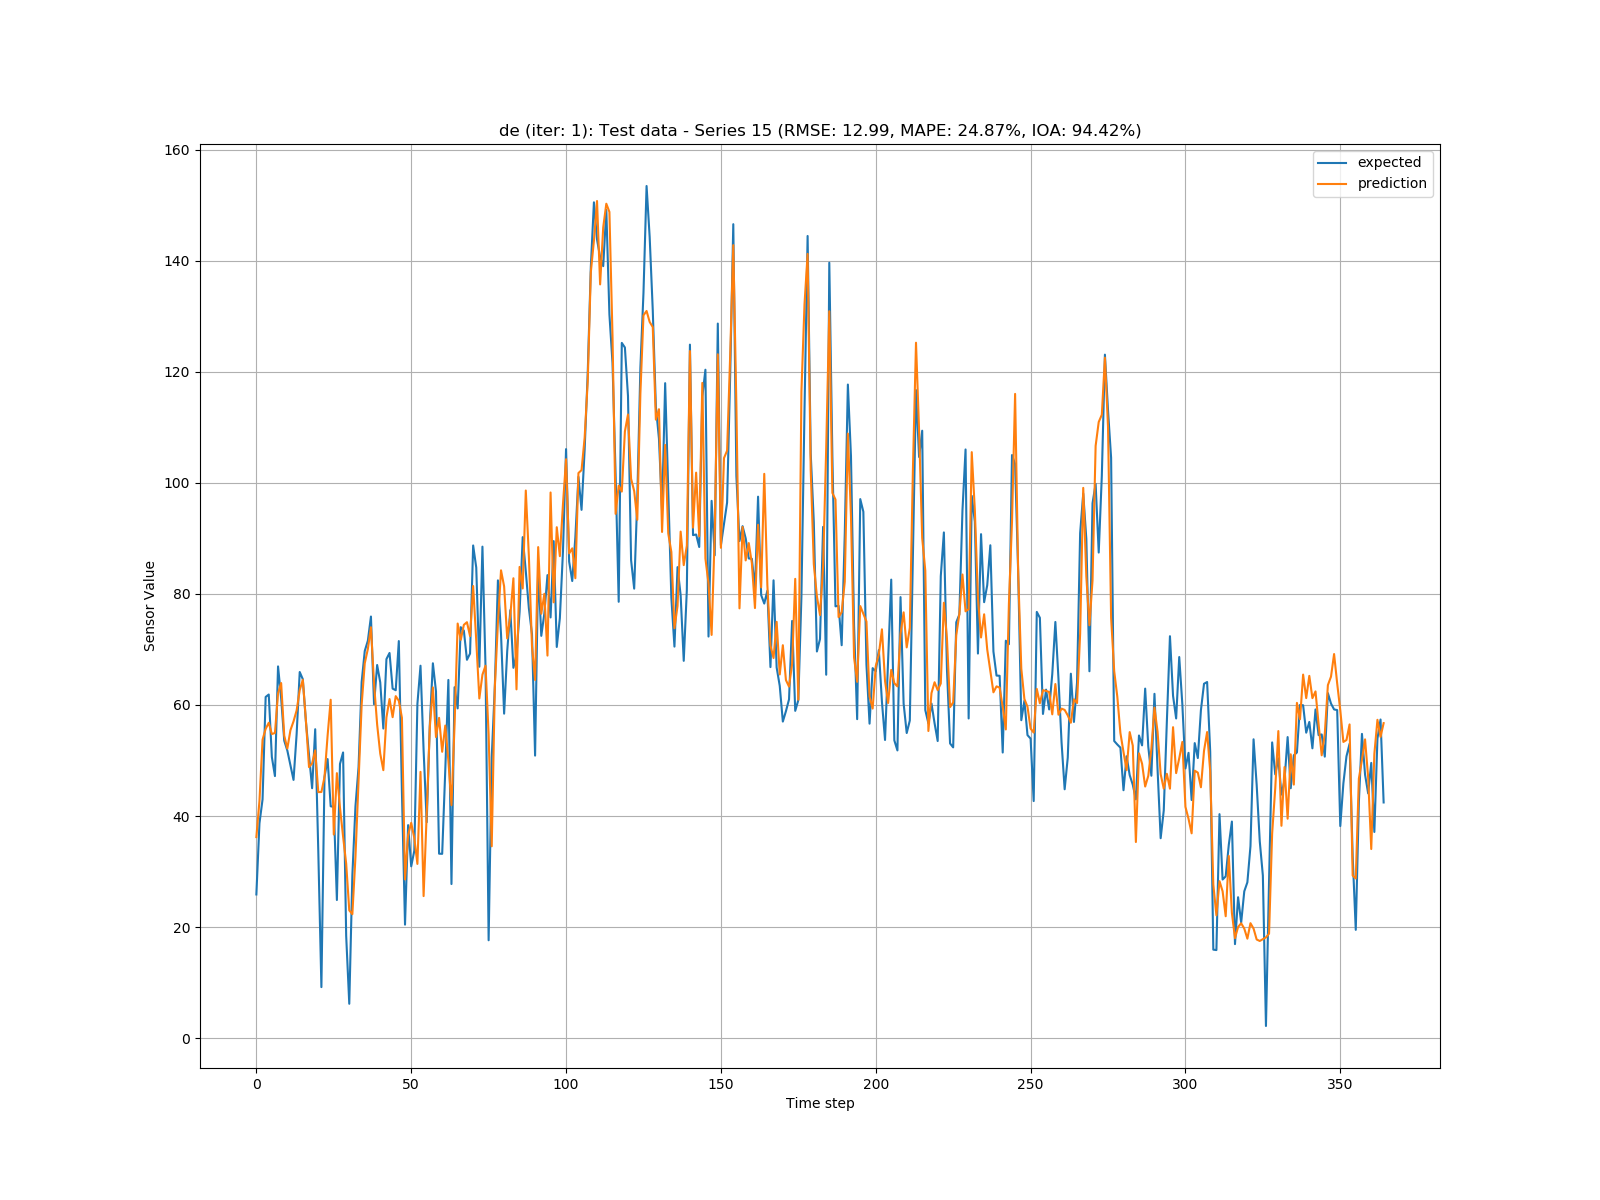 de (iter: 1): Test data - Series 15 (RMSE: 12.99, MAPE: 24.87%, IOA: 94.42%)
expected
prediction
160
140
120
100
80
60
40
20
0
Sensor Value
0 50 100 150 200 250 300 350
Time step